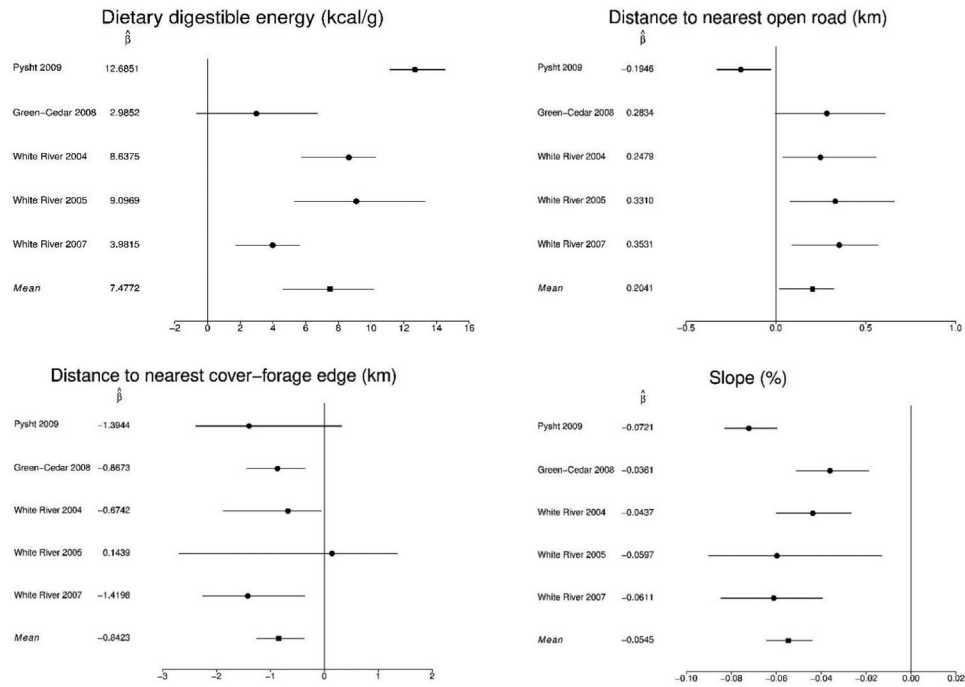 Dietary digestible energy (kcal/g)
β̂
Pysht 2009 12.6851
Green−Cedar 2008 2.9852
White River 2004 8.6375
White River 2005 9.0969
White River 2007 3.9815
Mean 7.4772
−2 0 2 4 6 8 10 12 14 16
Distance to nearest open road (km)
β̂
Pysht 2009 −0.1946
Green−Cedar 2008 0.2834
White River 2004 0.2479
White River 2005 0.3310
White River 2007 0.3531
Mean 0.2041
−0.5 0.0 0.5 1.0
Distance to nearest cover−forage edge (km)
β̂
Pysht 2009 −1.3944
Green−Cedar 2008 −0.8673
White River 2004 −0.6742
White River 2005 0.1439
White River 2007 −1.4198
Mean −0.8423
−3 −2 −1 0 1 2
Slope (%)
β̂
Pysht 2009 −0.0721
Green−Cedar 2008 −0.0361
White River 2004 −0.0437
White River 2005 −0.0597
White River 2007 −0.0611
Mean −0.0545
−0.10 −0.08 −0.06 −0.04 −0.02 0.00 0.02